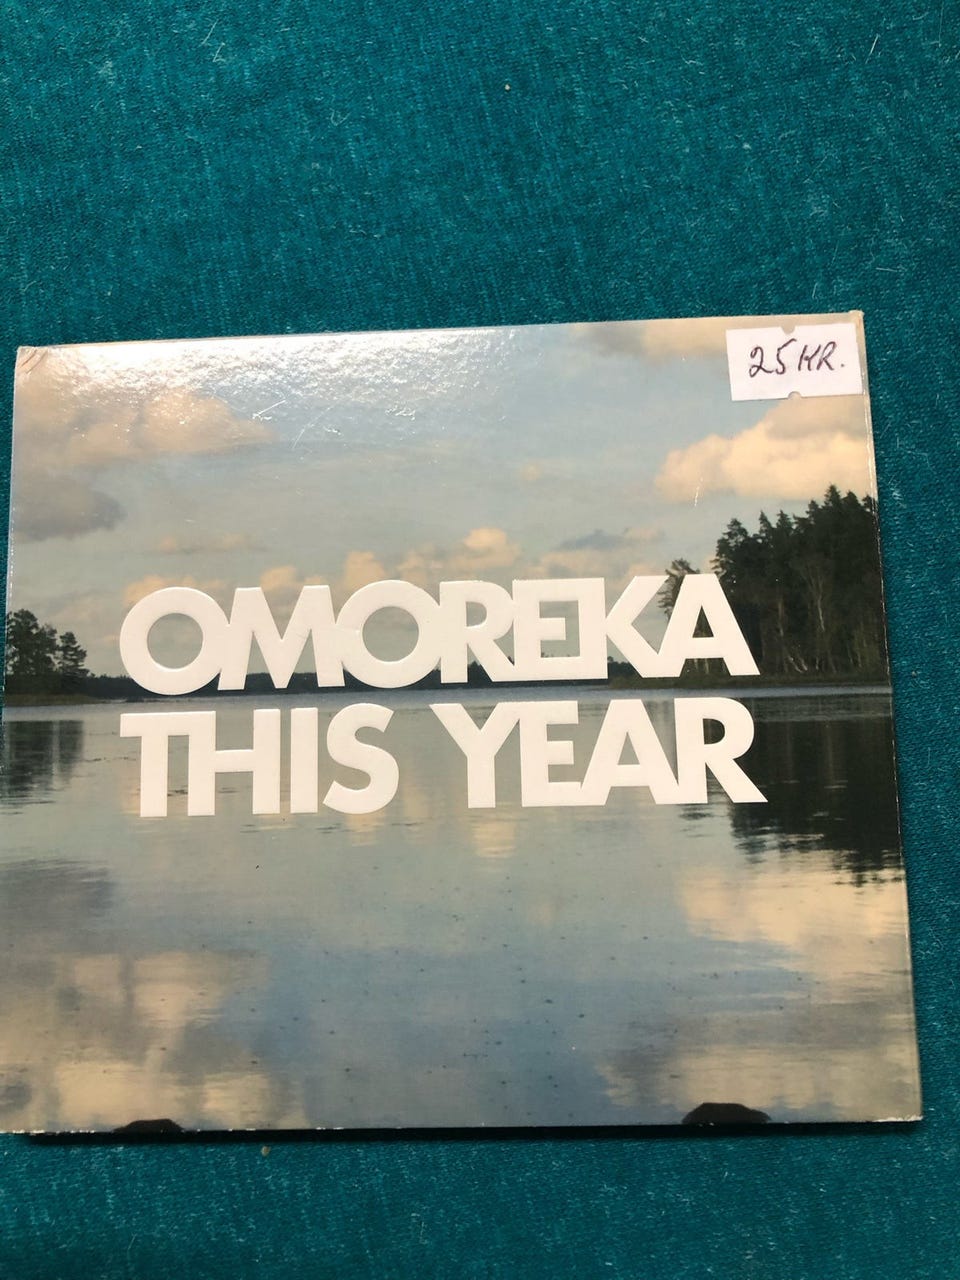 25 KR.
OMOREKA
THIS YEAR